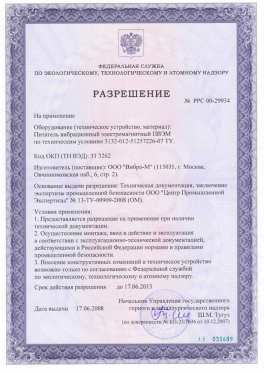 ФЕДЕРАЛЬНАЯ СЛУЖБА
ПО ЭКОЛОГИЧЕСКОМУ, ТЕХНОЛОГИЧЕСКОМУ И АТОМНОМУ НАДЗОРУ
РАЗРЕШЕНИЕ
№ РРС 00-29934
На применение
Оборудование (техническое устройство, материал):
Питатель вибрационный электромагнитный ПВЭМ
по техническим условиям 3132-012-51257226-07 ТУ.
Код ОКП (ТН ВЭД): 31 3262
Изготовитель (поставщик): ООО "Вибро-М" (115035, г. Москва,
Овчинниковская наб., 6, стр. 2).
Основание выдачи разрешения: Техническая документация, заключение
экспертизы промышленной безопасности ООО "Центр Промышленной
Экспертизы" № 13-ТУ-00909-2008 (ОМ).
Условия применения:
1. Предоставляется разрешение на применение при наличии
технической документации.
2. Осуществление монтажа, ввод в действие и эксплуатация
в соответствии с эксплуатационно-технической документацией,
действующими в Российской Федерации нормами и правилами
промышленной безопасности.
3. Внесение конструктивных изменений в техническое устройство
возможно только по согласованию с Федеральной службой
по экологическому, технологическому и атомному надзору.
Срок действия разрешения до 17.06.2013
Дата выдачи 17.06.2008
Начальник Управления государственного
горного и металлургического надзора
Ш.М. Тугуз